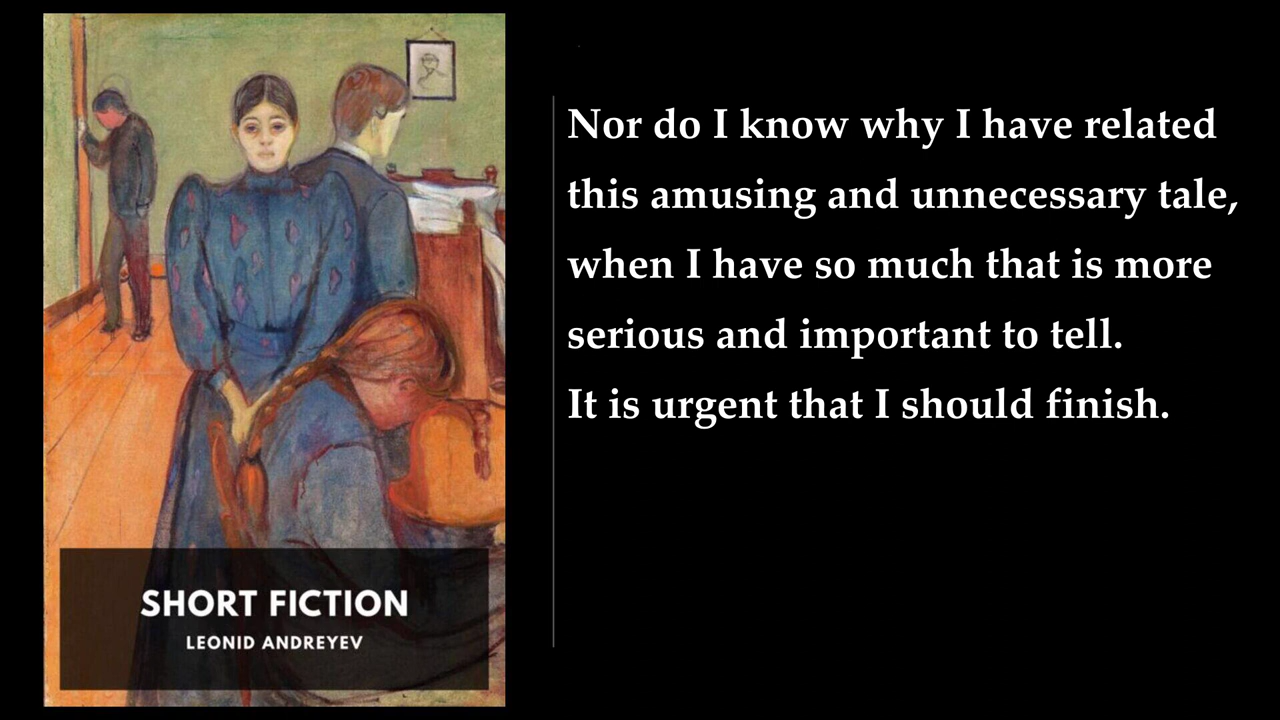 Nor do I know why I have related
this amusing and unnecessary tale,
when I have so much that is more
serious and important to tell.
It is urgent that I should finish.
SHORT FICTION
LEONID ANDREYEV